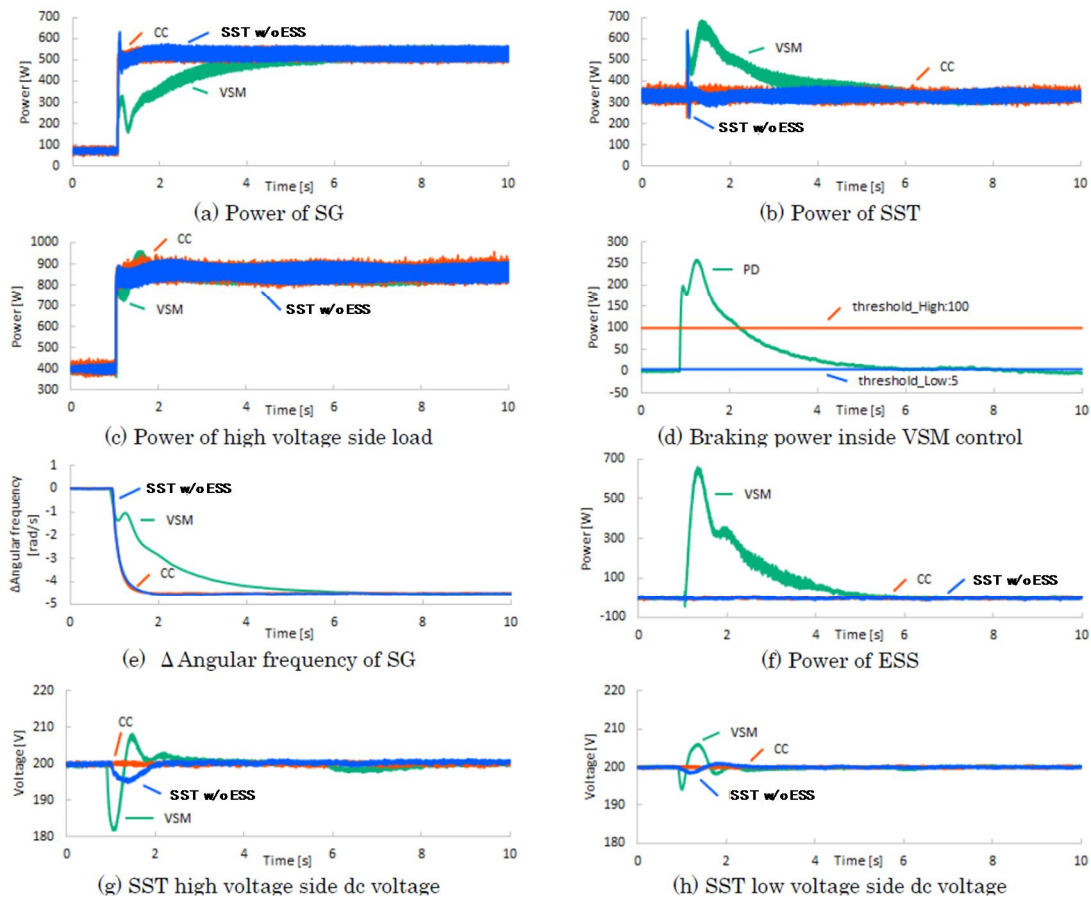 700
600
500
400
300
200
100
0
Power [W]
CC
SST w/o ESS
VSM
0
2
4
6
8
10
Time [s]
(a) Power of SG
700
600
500
400
300
200
100
0
Power [W]
VSM
CC
SST w/o ESS
0
2
4
6
8
10
Time [s]
(b) Power of SST
1000
900
800
700
600
500
400
300
Power [W]
CC
VSM
SST w/o ESS
0
2
4
6
8
10
Time [s]
(c) Power of high voltage side load
300
250
200
150
100
50
0
-50
Power [W]
PD
threshold_High:100
threshold_Low:5
0
2
4
6
8
10
Time [s]
(d) Braking power inside VSM control
1
0
-1
-2
-3
-4
-5
ΔAngular frequency
[rad/s]
SST w/o ESS
VSM
CC
0
2
4
6
8
10
Time [s]
(e) Δ Angular frequency of SG
700
500
300
100
-100
Power [W]
VSM
CC
SST w/o ESS
0
2
4
6
8
10
Time [s]
(f) Power of ESS
220
210
200
190
180
Voltage [V]
CC
SST w/o ESS
VSM
0
2
4
6
8
10
Time [s]
(g) SST high voltage side dc voltage
220
210
200
190
180
Voltage [V]
VSM
CC
SST w/o ESS
0
2
4
6
8
10
Time [s]
(h) SST low voltage side dc voltage